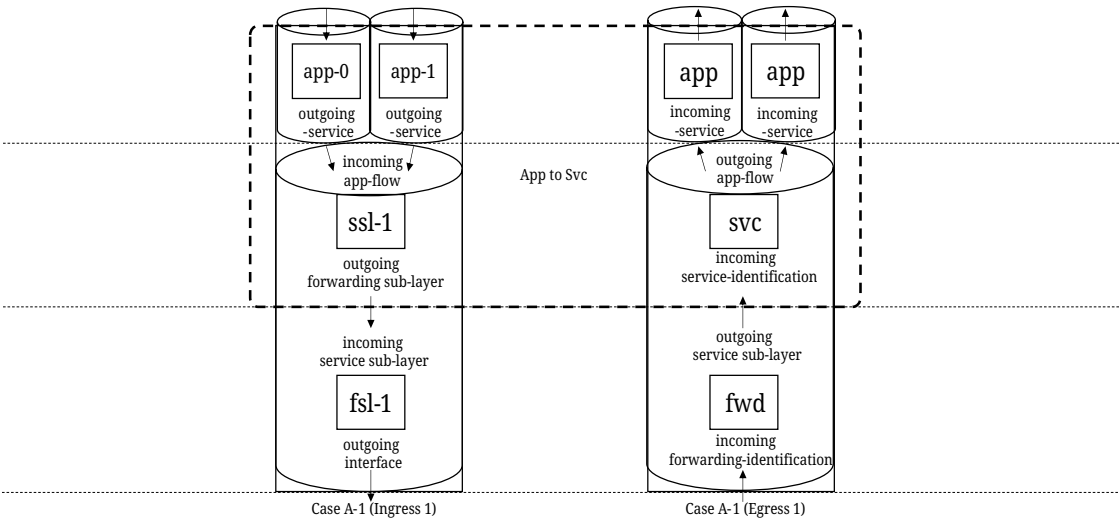 app-0
app-1
app
app
outgoing
-service
outgoing
-service
incoming
-service
incoming
-service
incoming
app-flow
App to Svc
outgoing
app-flow
ssl-1
svc
outgoing
forwarding sub-layer
incoming
service-identification
incoming
service sub-layer
outgoing
service sub-layer
fsl-1
fwd
outgoing
interface
incoming
forwarding-identification
Case A-1 (Ingress 1)
Case A-1 (Egress 1)